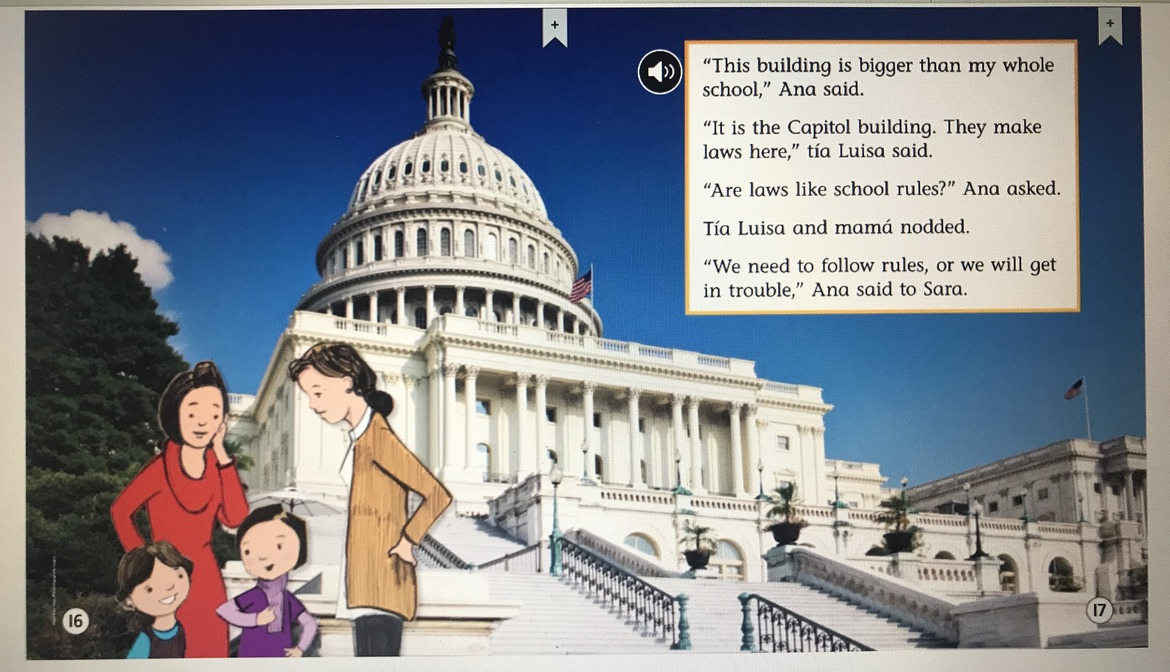 “This building is bigger than my whole
school,” Ana said.
“It is the Capitol building. They make
laws here,” tía Luisa said.
“Are laws like school rules?” Ana asked.
Tía Luisa and mamá nodded.
“We need to follow rules, or we will get
in trouble,” Ana said to Sara.
16
17